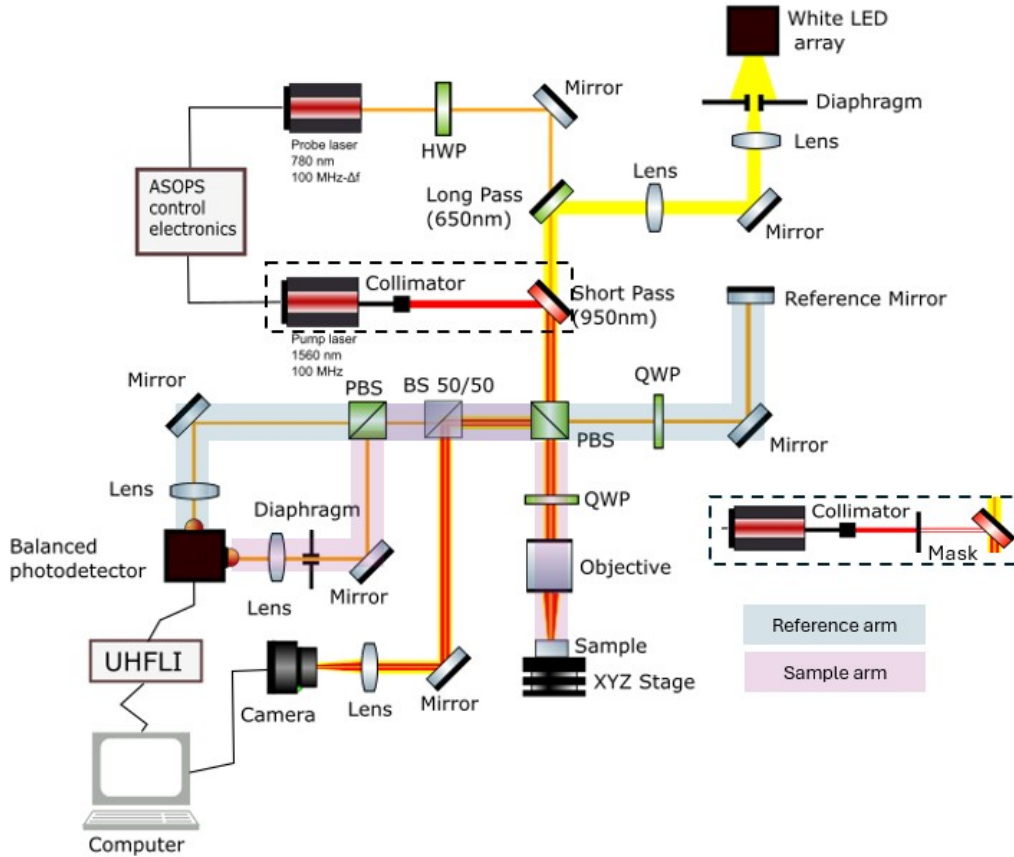 White LED
array
Mirror
Diaphragm
Probe laser
780 nm
100 MHz-Δf
HWP
Lens
Lens
ASOPS
control
electronics
Long Pass
(650nm)
Mirror
Collimator
Short Pass
(950nm)
Reference Mirror
Pump laser
1560 nm
100 MHz
Mirror
PBS
BS 50/50
QWP
PBS
Mirror
Lens
Diaphragm
QWP
Balanced
photodetector
Collimator
Mask
Objective
Lens
Mirror
Reference arm
Sample
UHFLI
Sample arm
XYZ Stage
Camera
Lens
Mirror
Computer